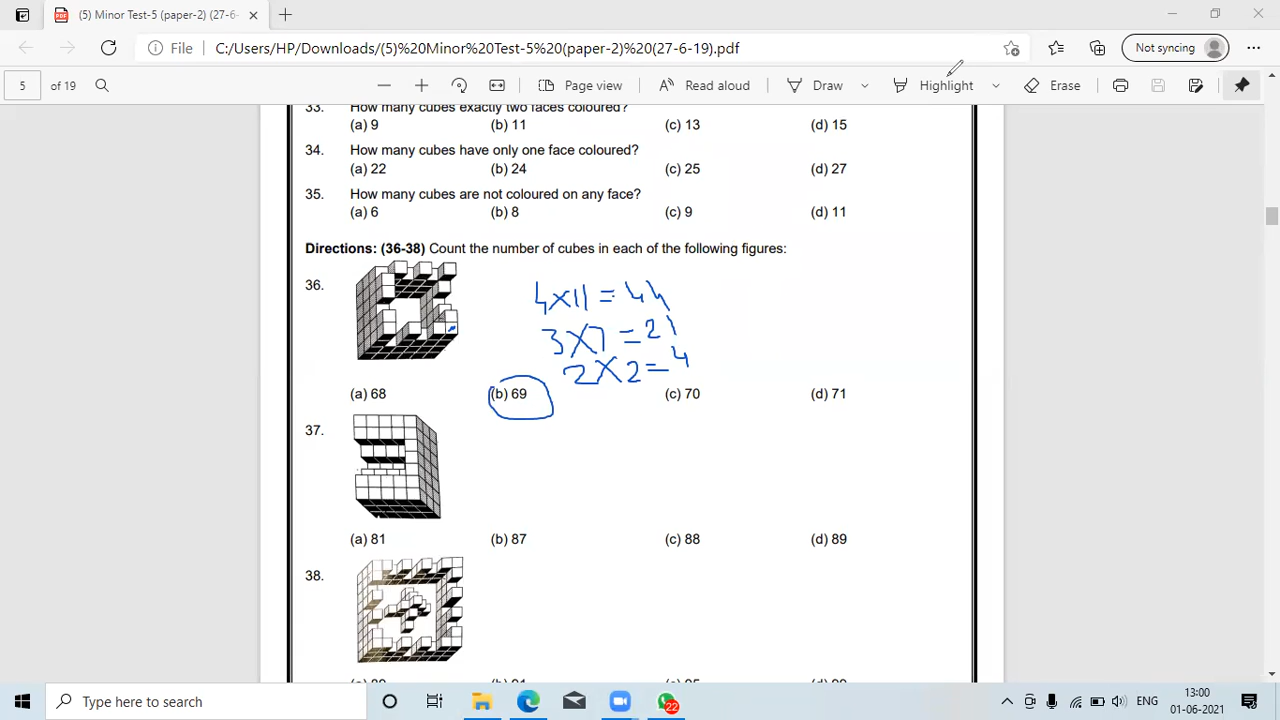 (5) Minor Test-5 (paper-2) (27-6-
File C:/Users/HP/Downloads/(5)%20Minor%20Test-5%20(paper-2)%20(27-6-19).pdf Not syncing
5 of 19 Page view Read aloud Draw Highlight Erase
33. How many cubes exactly two faces coloured?
(a) 9 (b) 11 (c) 13 (d) 15
34. How many cubes have only one face coloured?
(a) 22 (b) 24 (c) 25 (d) 27
35. How many cubes are not coloured on any face?
(a) 6 (b) 8 (c) 9 (d) 11
Directions: (36-38) Count the number of cubes in each of the following figures:
36.
4×11=44
3×7=21
2×2=4
(a) 68 (b) 69 (c) 70 (d) 71
37.
(a) 81 (b) 87 (c) 88 (d) 89
38.
Type here to search 22 ENG 13:00
01-06-2021